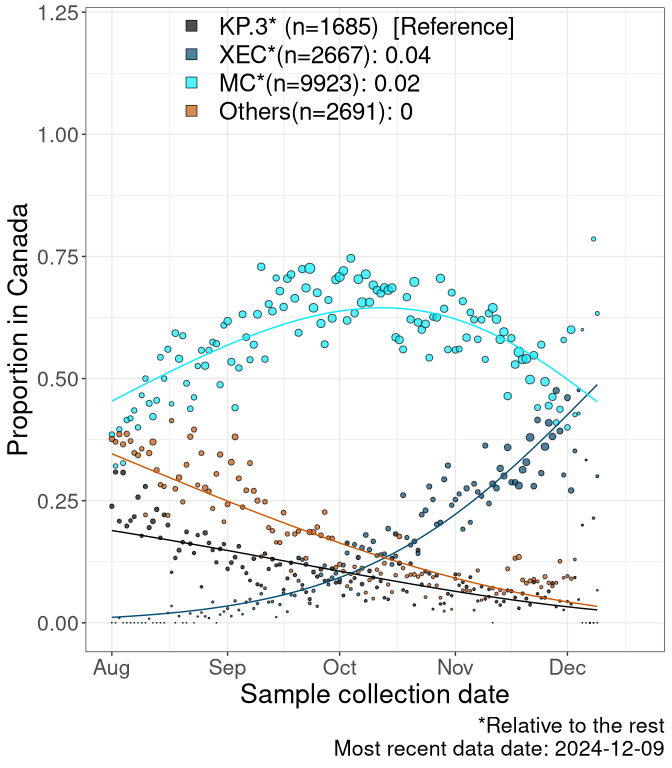 KP.3* (n=1685)  [Reference]
XEC*(n=2667): 0.04
MC*(n=9923): 0.02
Others(n=2691): 0
Proportion in Canada
1.25
1.00
0.75
0.50
0.25
0.00
Aug Sep Oct Nov Dec
Sample collection date
*Relative to the rest
Most recent data date: 2024-12-09